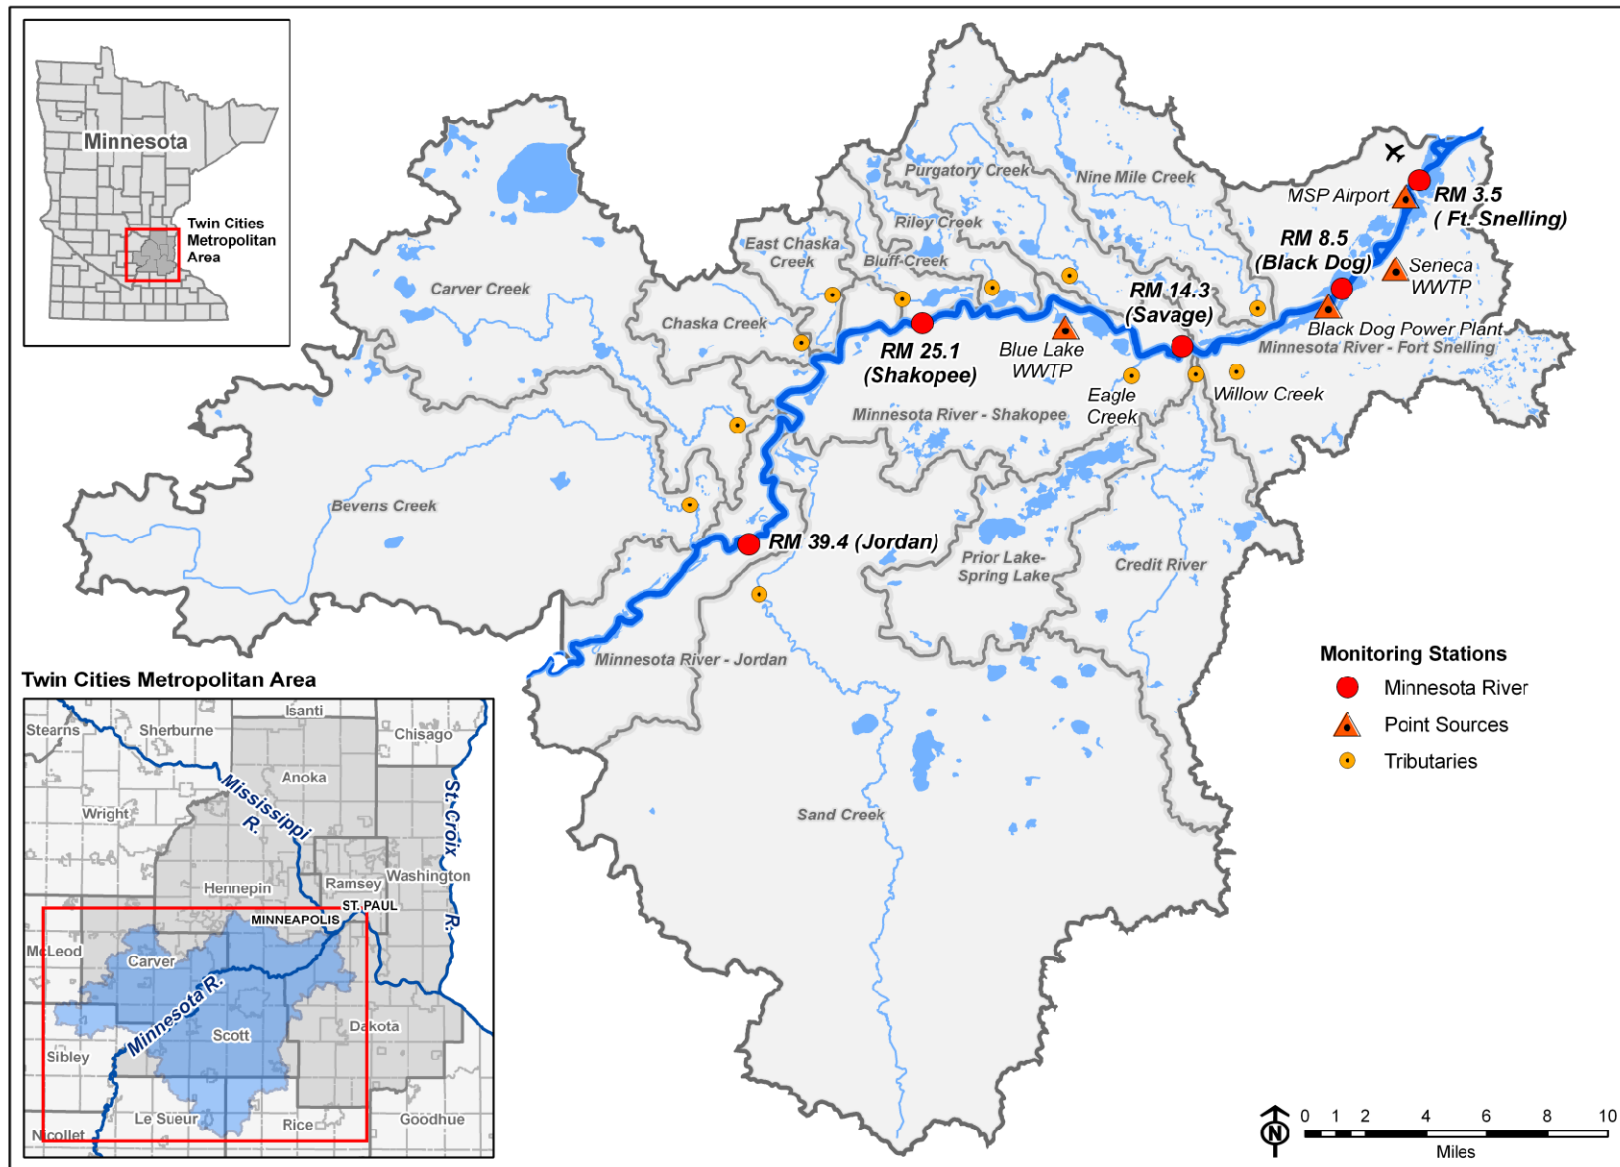 Minnesota
Twin Cities
Metropolitan
Area
Purgatory Creek
Nine Mile Creek
MSP Airport
RM 3.5
( Ft. Snelling)
Riley Creek
East Chaska
Creek
Bluff Creek
RM 8.5
(Black Dog)
Seneca
WWTP
Carver Creek
Chaska Creek
RM 14.3
(Savage)
RM 25.1
(Shakopee)
Blue Lake
WWTP
Black Dog Power Plant
Minnesota River - Fort Snelling
Eagle
Creek
Willow Creek
Minnesota River - Shakopee
Bevens Creek
RM 39.4 (Jordan)
Prior Lake-
Spring Lake
Credit River
Minnesota River - Jordan
Sand Creek
Monitoring Stations
Minnesota River
Point Sources
Tributaries
Twin Cities Metropolitan Area
Isanti
Stearns
Sherburne
Chisago
Anoka
Mississippi
R.
St. Croix
R.
Wright
Hennepin
Ramsey
Washington
ST. PAUL
MINNEAPOLIS
McLeod
Carver
Minnesota R.
Scott
Dakota
Sibley
Le Sueur
Rice
Goodhue
Nicollet
N
0 2 4 6 8 10
Miles